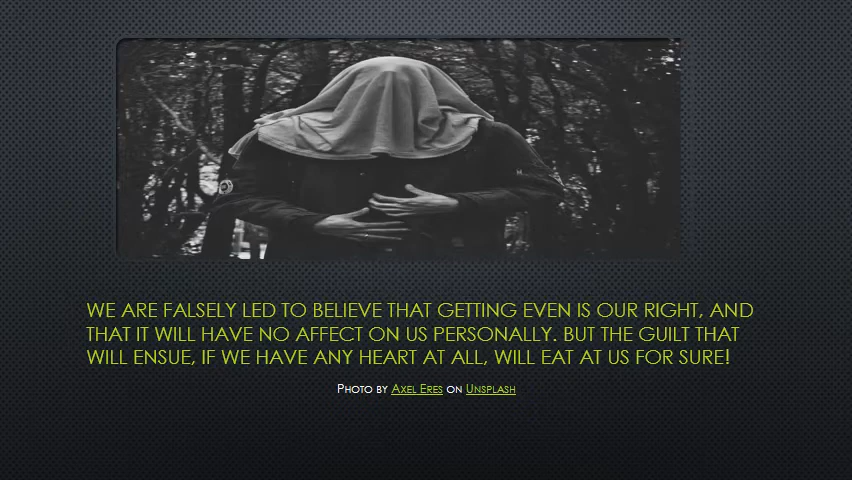 WE ARE FALSELY LED TO BELIEVE THAT GETTING EVEN IS OUR RIGHT, AND
THAT IT WILL HAVE NO AFFECT ON US PERSONALLY. BUT THE GUILT THAT
WILL ENSUE, IF WE HAVE ANY HEART AT ALL, WILL EAT AT US FOR SURE!
PHOTO BY AXEL ERES ON UNSPLASH